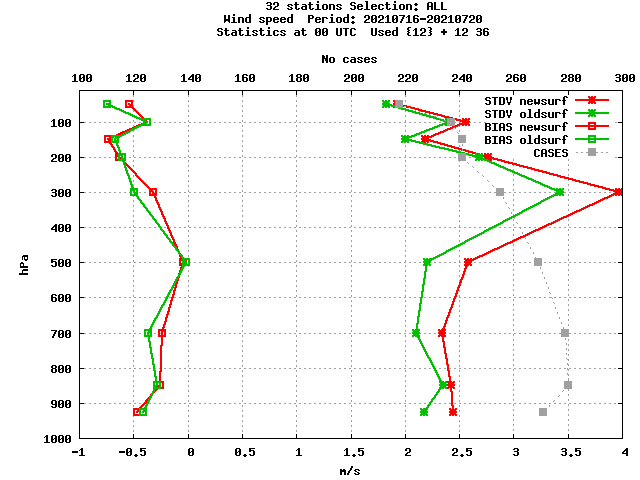 32 stations Selection: ALL
Wind speed  Period: 20210716-20210720
Statistics at 00 UTC  Used {12} + 12 36
No cases
100 120 140 160 180 200 220 240 260 280 300
STDV newsurf
STDV oldsurf
BIAS newsurf
BIAS oldsurf
CASES
100
200
300
400
500
600
700
800
900
1000
hPa
-1 -0.5 0 0.5 1 1.5 2 2.5 3 3.5 4
m/s